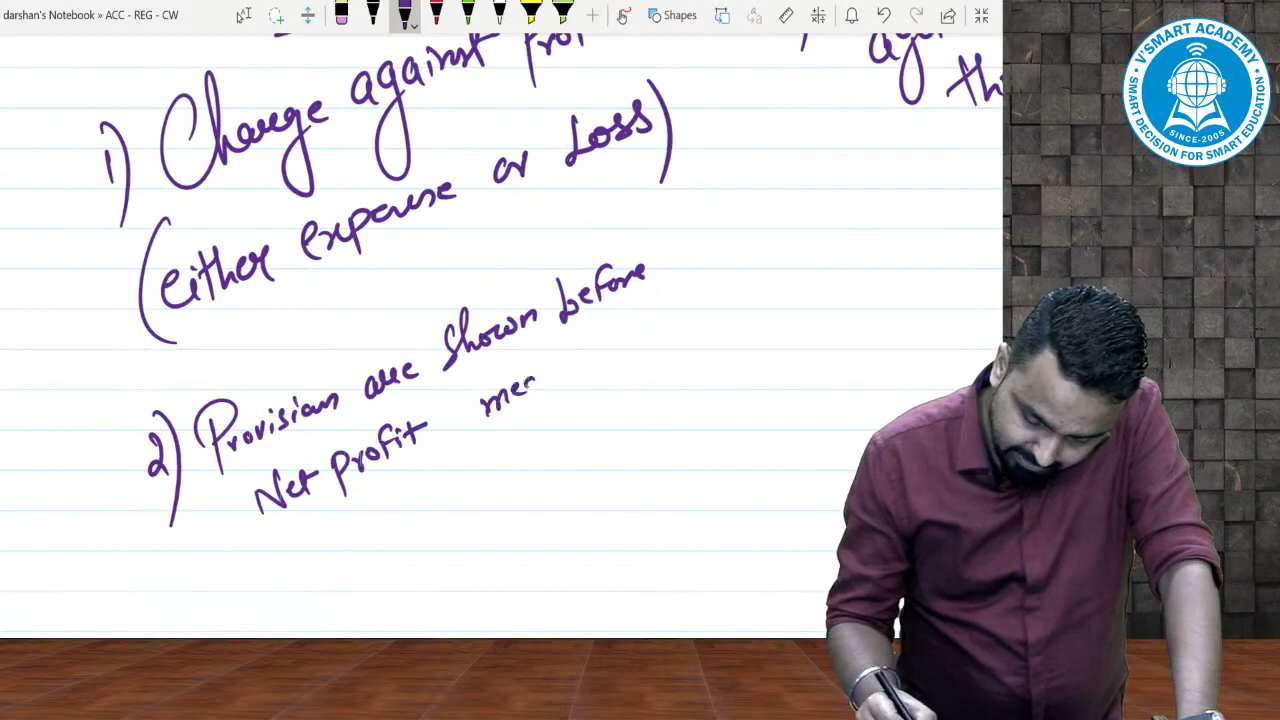 darshan's Notebook » ACC - REG - CW
Shapes
1) Charge against
(either expense or Loss)
2) Provision are shown before
Net profit
V'SMART ACADEMY
SINCE-2005
SMART DECISION FOR SMART EDUCATION